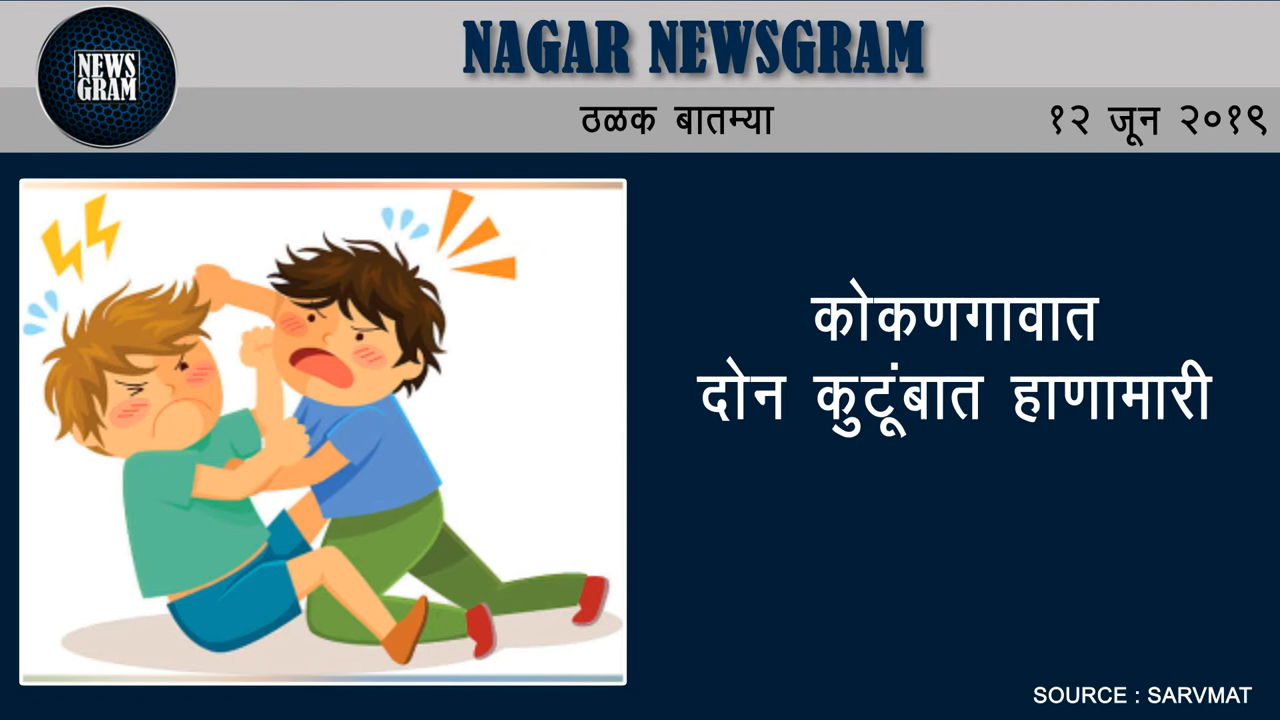 NEWS
GRAM
NAGAR NEWSGRAM
ठळक बातम्या
१२ जून २०१९
कोकणगावात
दोन कुटूंबात हाणामारी
SOURCE : SARVMAT